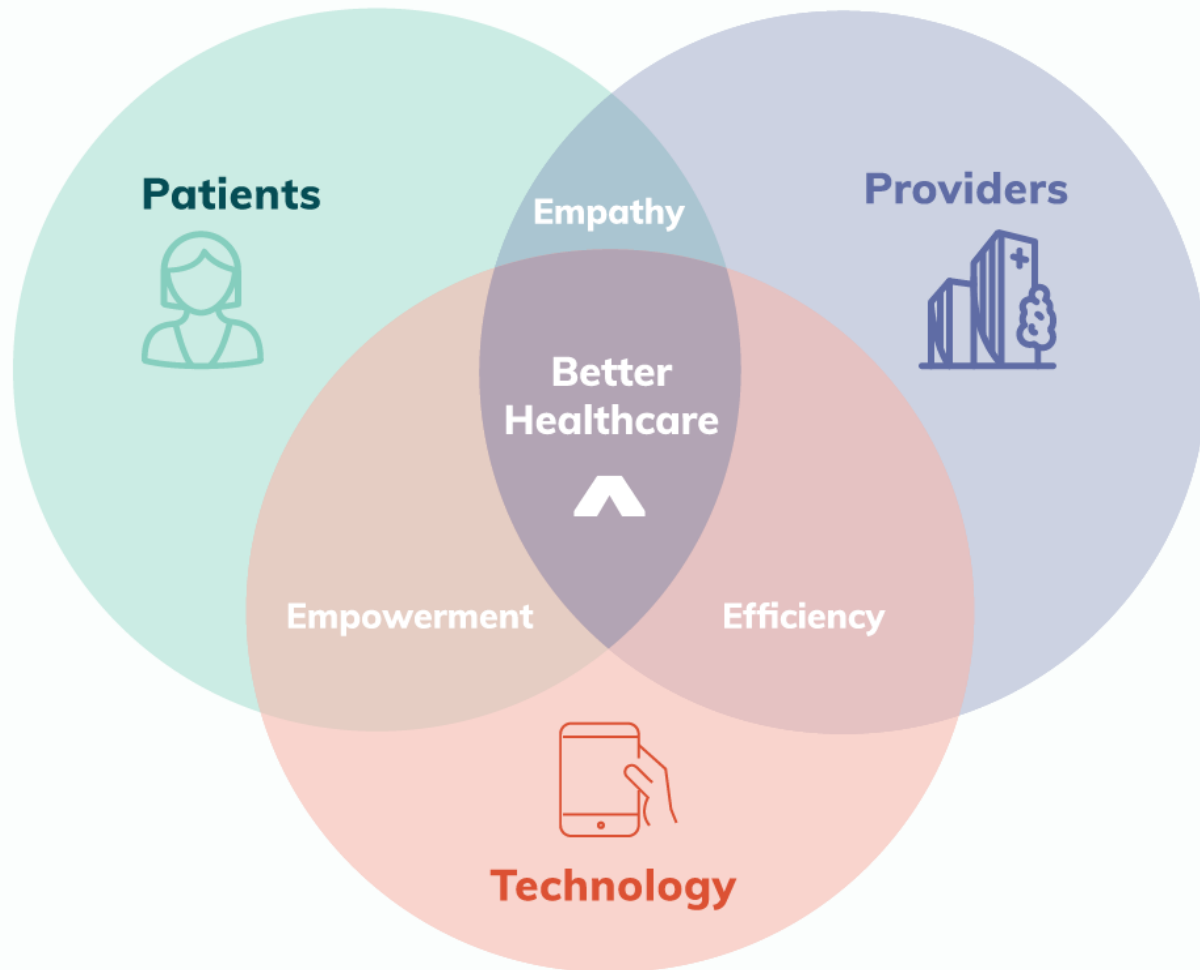 Patients
Providers
Empathy
Better
Healthcare
Empowerment
Efficiency
Technology